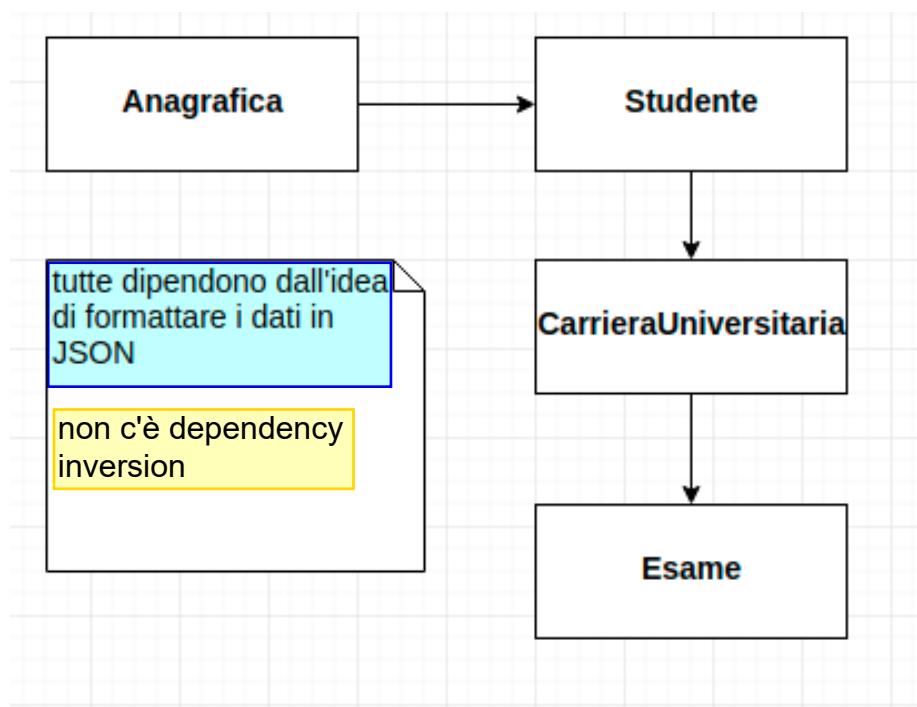 Anagrafica
Studente
tutte dipendono dall'idea
di formattare i dati in
JSON
CarrieraUniversitaria
non c'è dependency
inversion
Esame